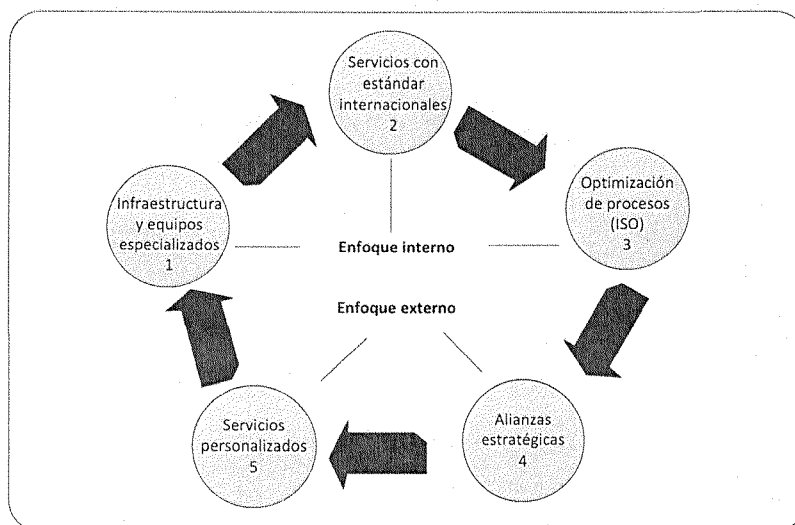 Servicios con
estándar
internacionales
2
Infraestructura
y equipos
especializados
1
Optimización
de procesos
(ISO)
3
Enfoque interno
Enfoque externo
Servicios
personalizados
5
Alianzas
estratégicas
4